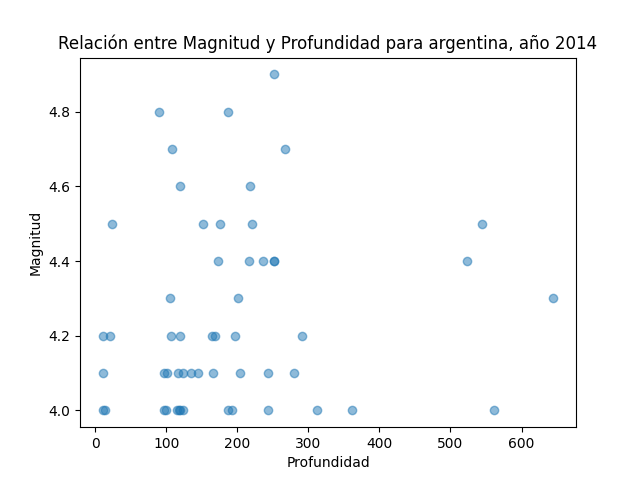 Relación entre Magnitud y Profundidad para argentina, año 2014
4.8
4.6
4.4
4.2
4.0
Magnitud
0 100 200 300 400 500 600
Profundidad